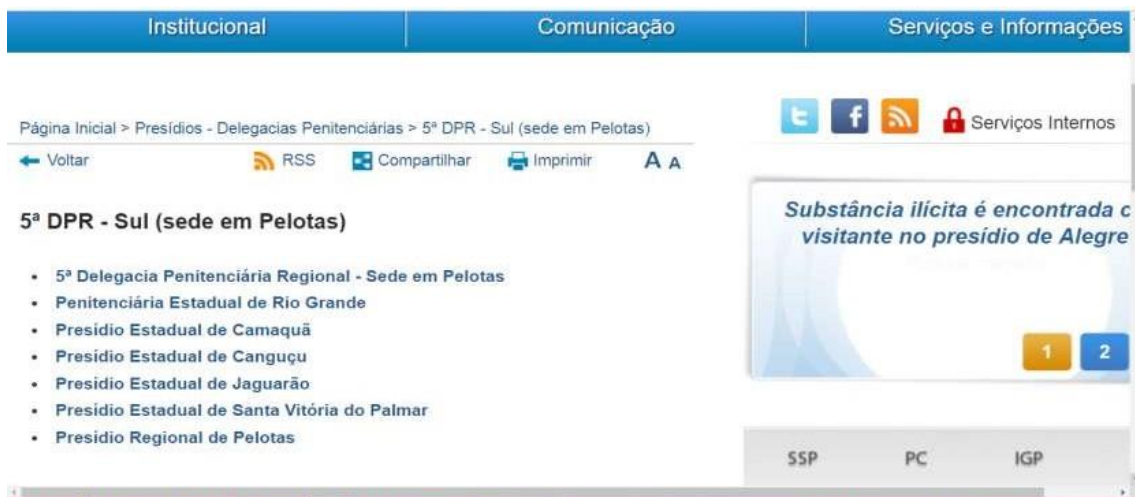 Institucional Comunicação Serviços e Informações
Página Inicial > Presídios - Delegacias Penitenciárias > 5ª DPR - Sul (sede em Pelotas)
Serviços Internos
Voltar RSS Compartilhar Imprimir A A
5ª DPR - Sul (sede em Pelotas)
• 5ª Delegacia Penitenciária Regional - Sede em Pelotas
• Penitenciária Estadual de Rio Grande
• Presídio Estadual de Camaquã
• Presídio Estadual de Canguçu
• Presídio Estadual de Jaguarão
• Presídio Estadual de Santa Vitória do Palmar
• Presídio Regional de Pelotas
Substância ilícita é encontrada c
visitante no presídio de Alegre
1 2
SSP PC IGP